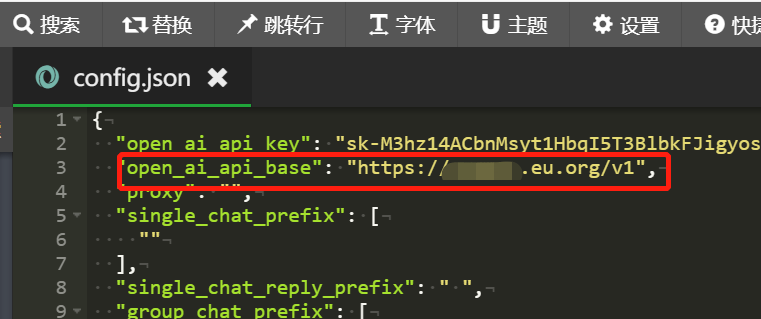 搜索 替换 跳转行 字体 主题 设置 快捷
config.json
1 {
2 "open_ai_api_key": "sk-M3hz14ACbnMsyt1HbqI5T3BlbkFJigyos
3 "open_ai_api_base": "https:// .eu.org/v1",
4 "proxy": "",
5 "single_chat_prefix": [
6 ""
7 ],
8 "single_chat_reply_prefix": " ",
9 "group_chat_prefix": [